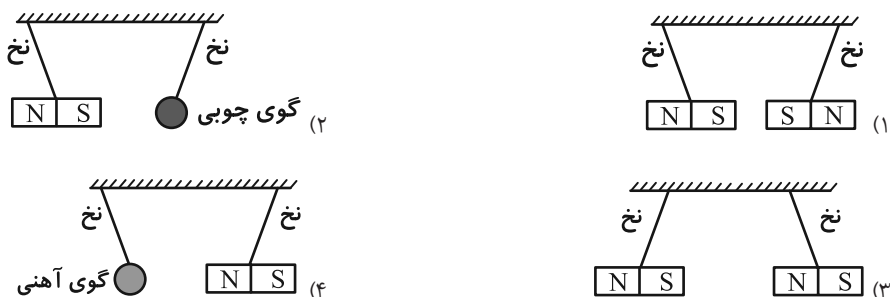 نخ نخ
N S S N
۱)
نخ نخ
N S گوی چوبی
۲)
نخ نخ
N S N S
۳)
نخ نخ
گوی آهنی N S
۴)